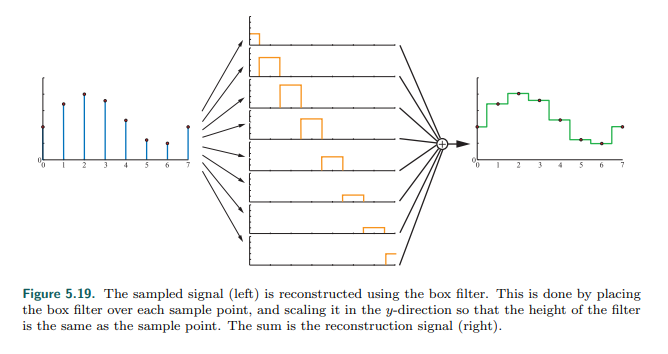 0
0 1 2 3 4 5 6 7
0
0 1 2 3 4 5 6 7
Figure 5.19. The sampled signal (left) is reconstructed using the box filter. This is done by placing
the box filter over each sample point, and scaling it in the y-direction so that the height of the filter
is the same as the sample point. The sum is the reconstruction signal (right).